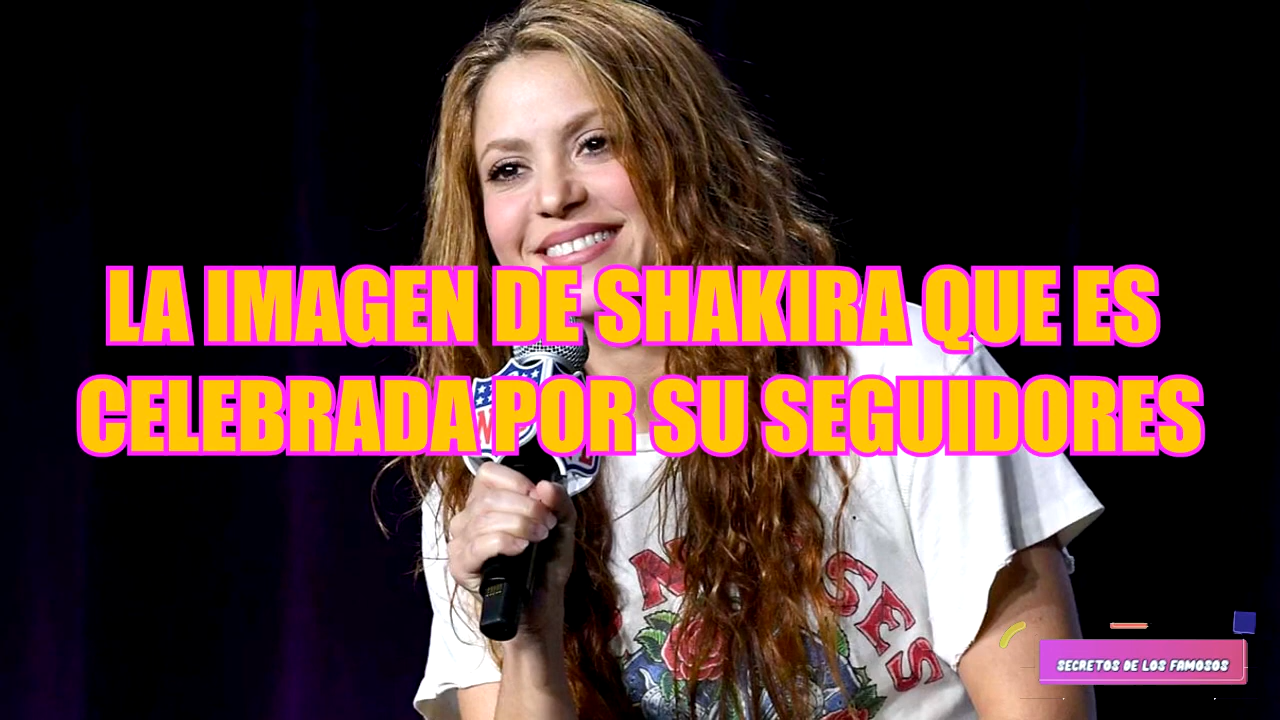 LA IMAGEN DE SHAKIRA QUE ES
CELEBRADA POR SU SEGUIDORES
SECRETOS DE LOS FAMOSOS